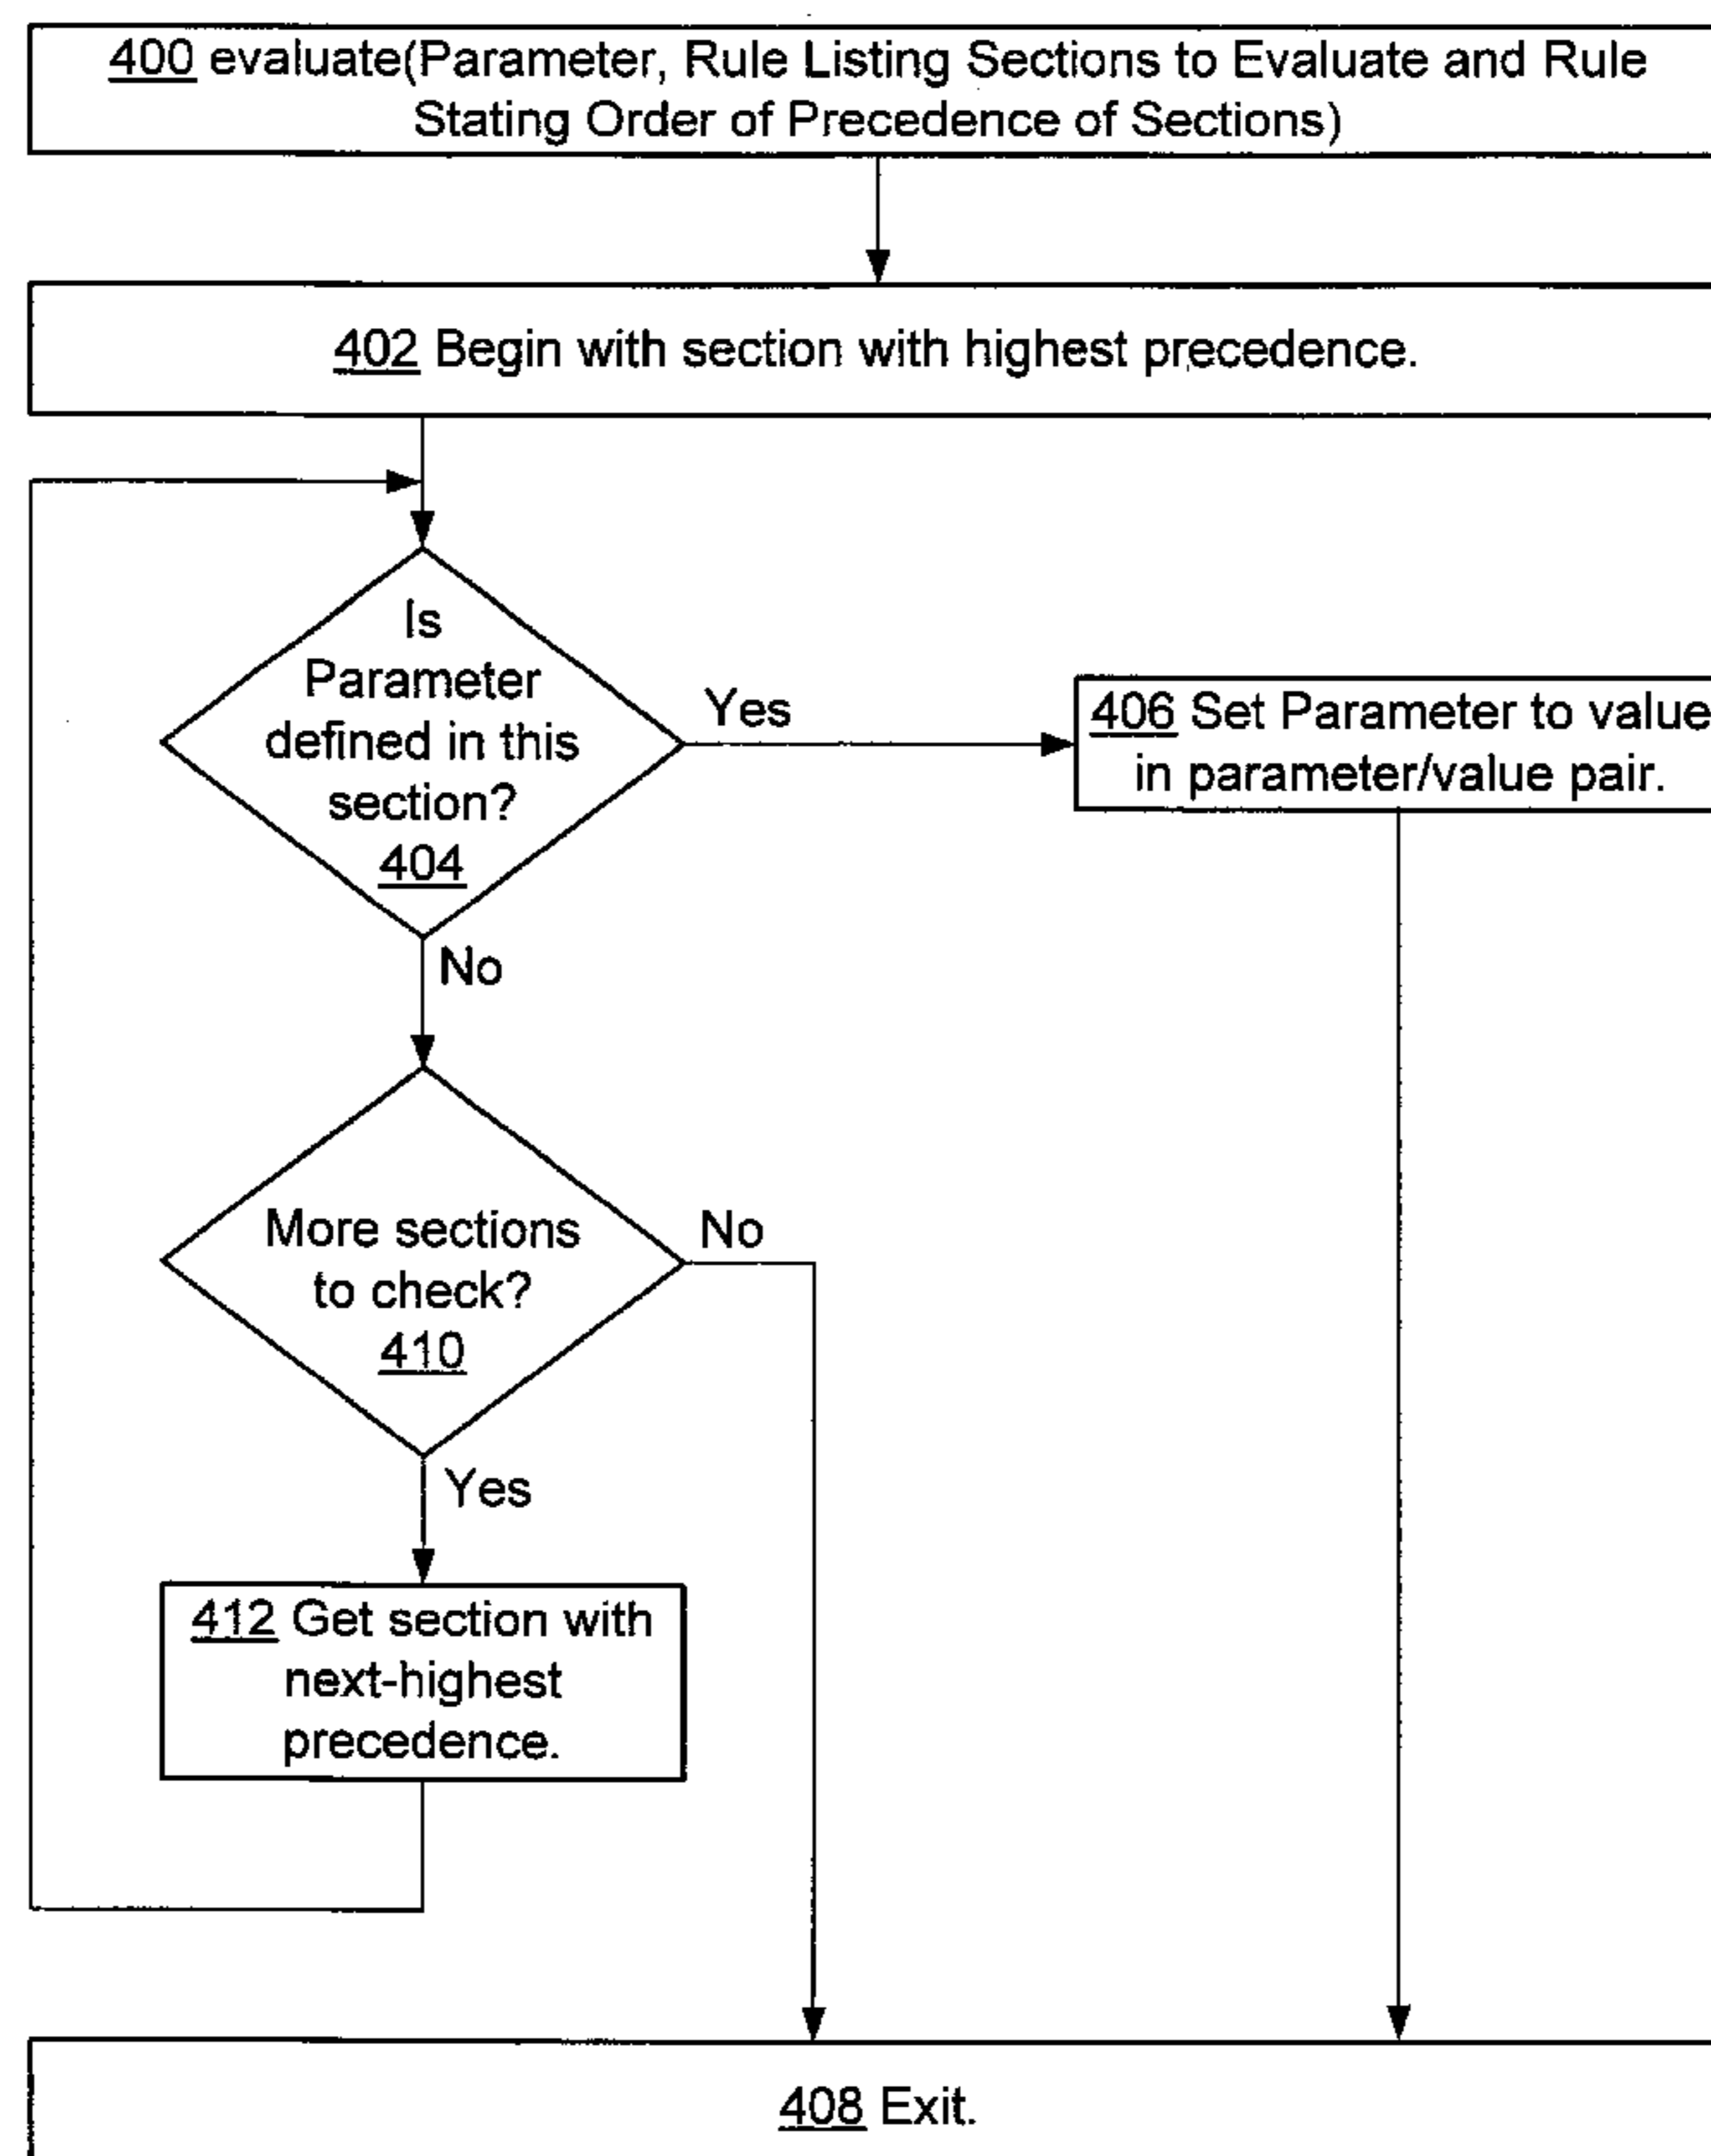 400 evaluate(Parameter, Rule Listing Sections to Evaluate and Rule
Stating Order of Precedence of Sections)
402 Begin with section with highest precedence.
Is
Parameter
defined in this
section?
404
Yes
406 Set Parameter to value
in parameter/value pair.
No
More sections
to check?
410
No
Yes
412 Get section with
next-highest
precedence.
408 Exit.